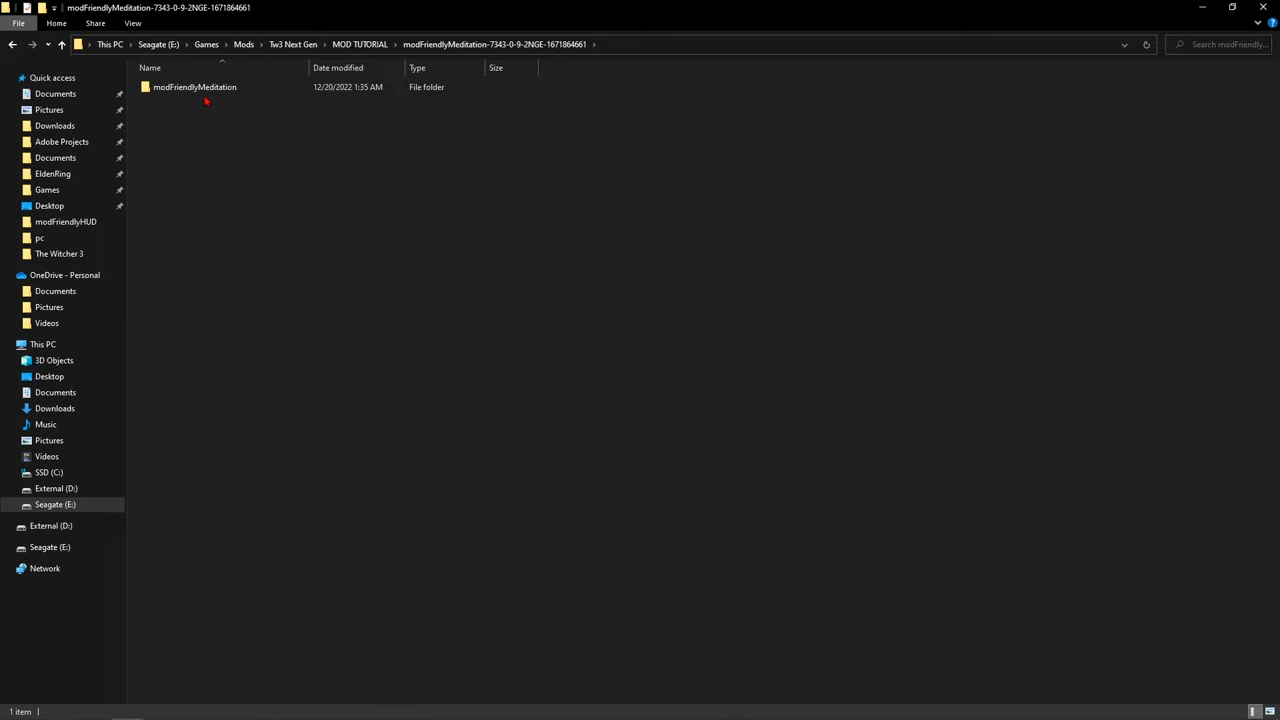 modFriendlyMeditation-7343-0-9-2NGE-1671864661
File Home Share View
This PC Seagate (E:) Games Mods Tw3 Next Gen MOD TUTORIAL modFriendlyMeditation-7343-0-9-2NGE-1671864661
Search modFriendly...
Name Date modified Type Size
modFriendlyMeditation 12/20/2022 1:35 AM File folder
Quick access
Documents
Pictures
Downloads
Adobe Projects
Documents
EldenRing
Games
Desktop
modFriendlyHUD
pc
The Witcher 3
OneDrive - Personal
Documents
Pictures
Videos
This PC
3D Objects
Desktop
Documents
Downloads
Music
Pictures
Videos
SSD (C:)
External (D:)
Seagate (E:)
External (D:)
Seagate (E:)
Network
1 item